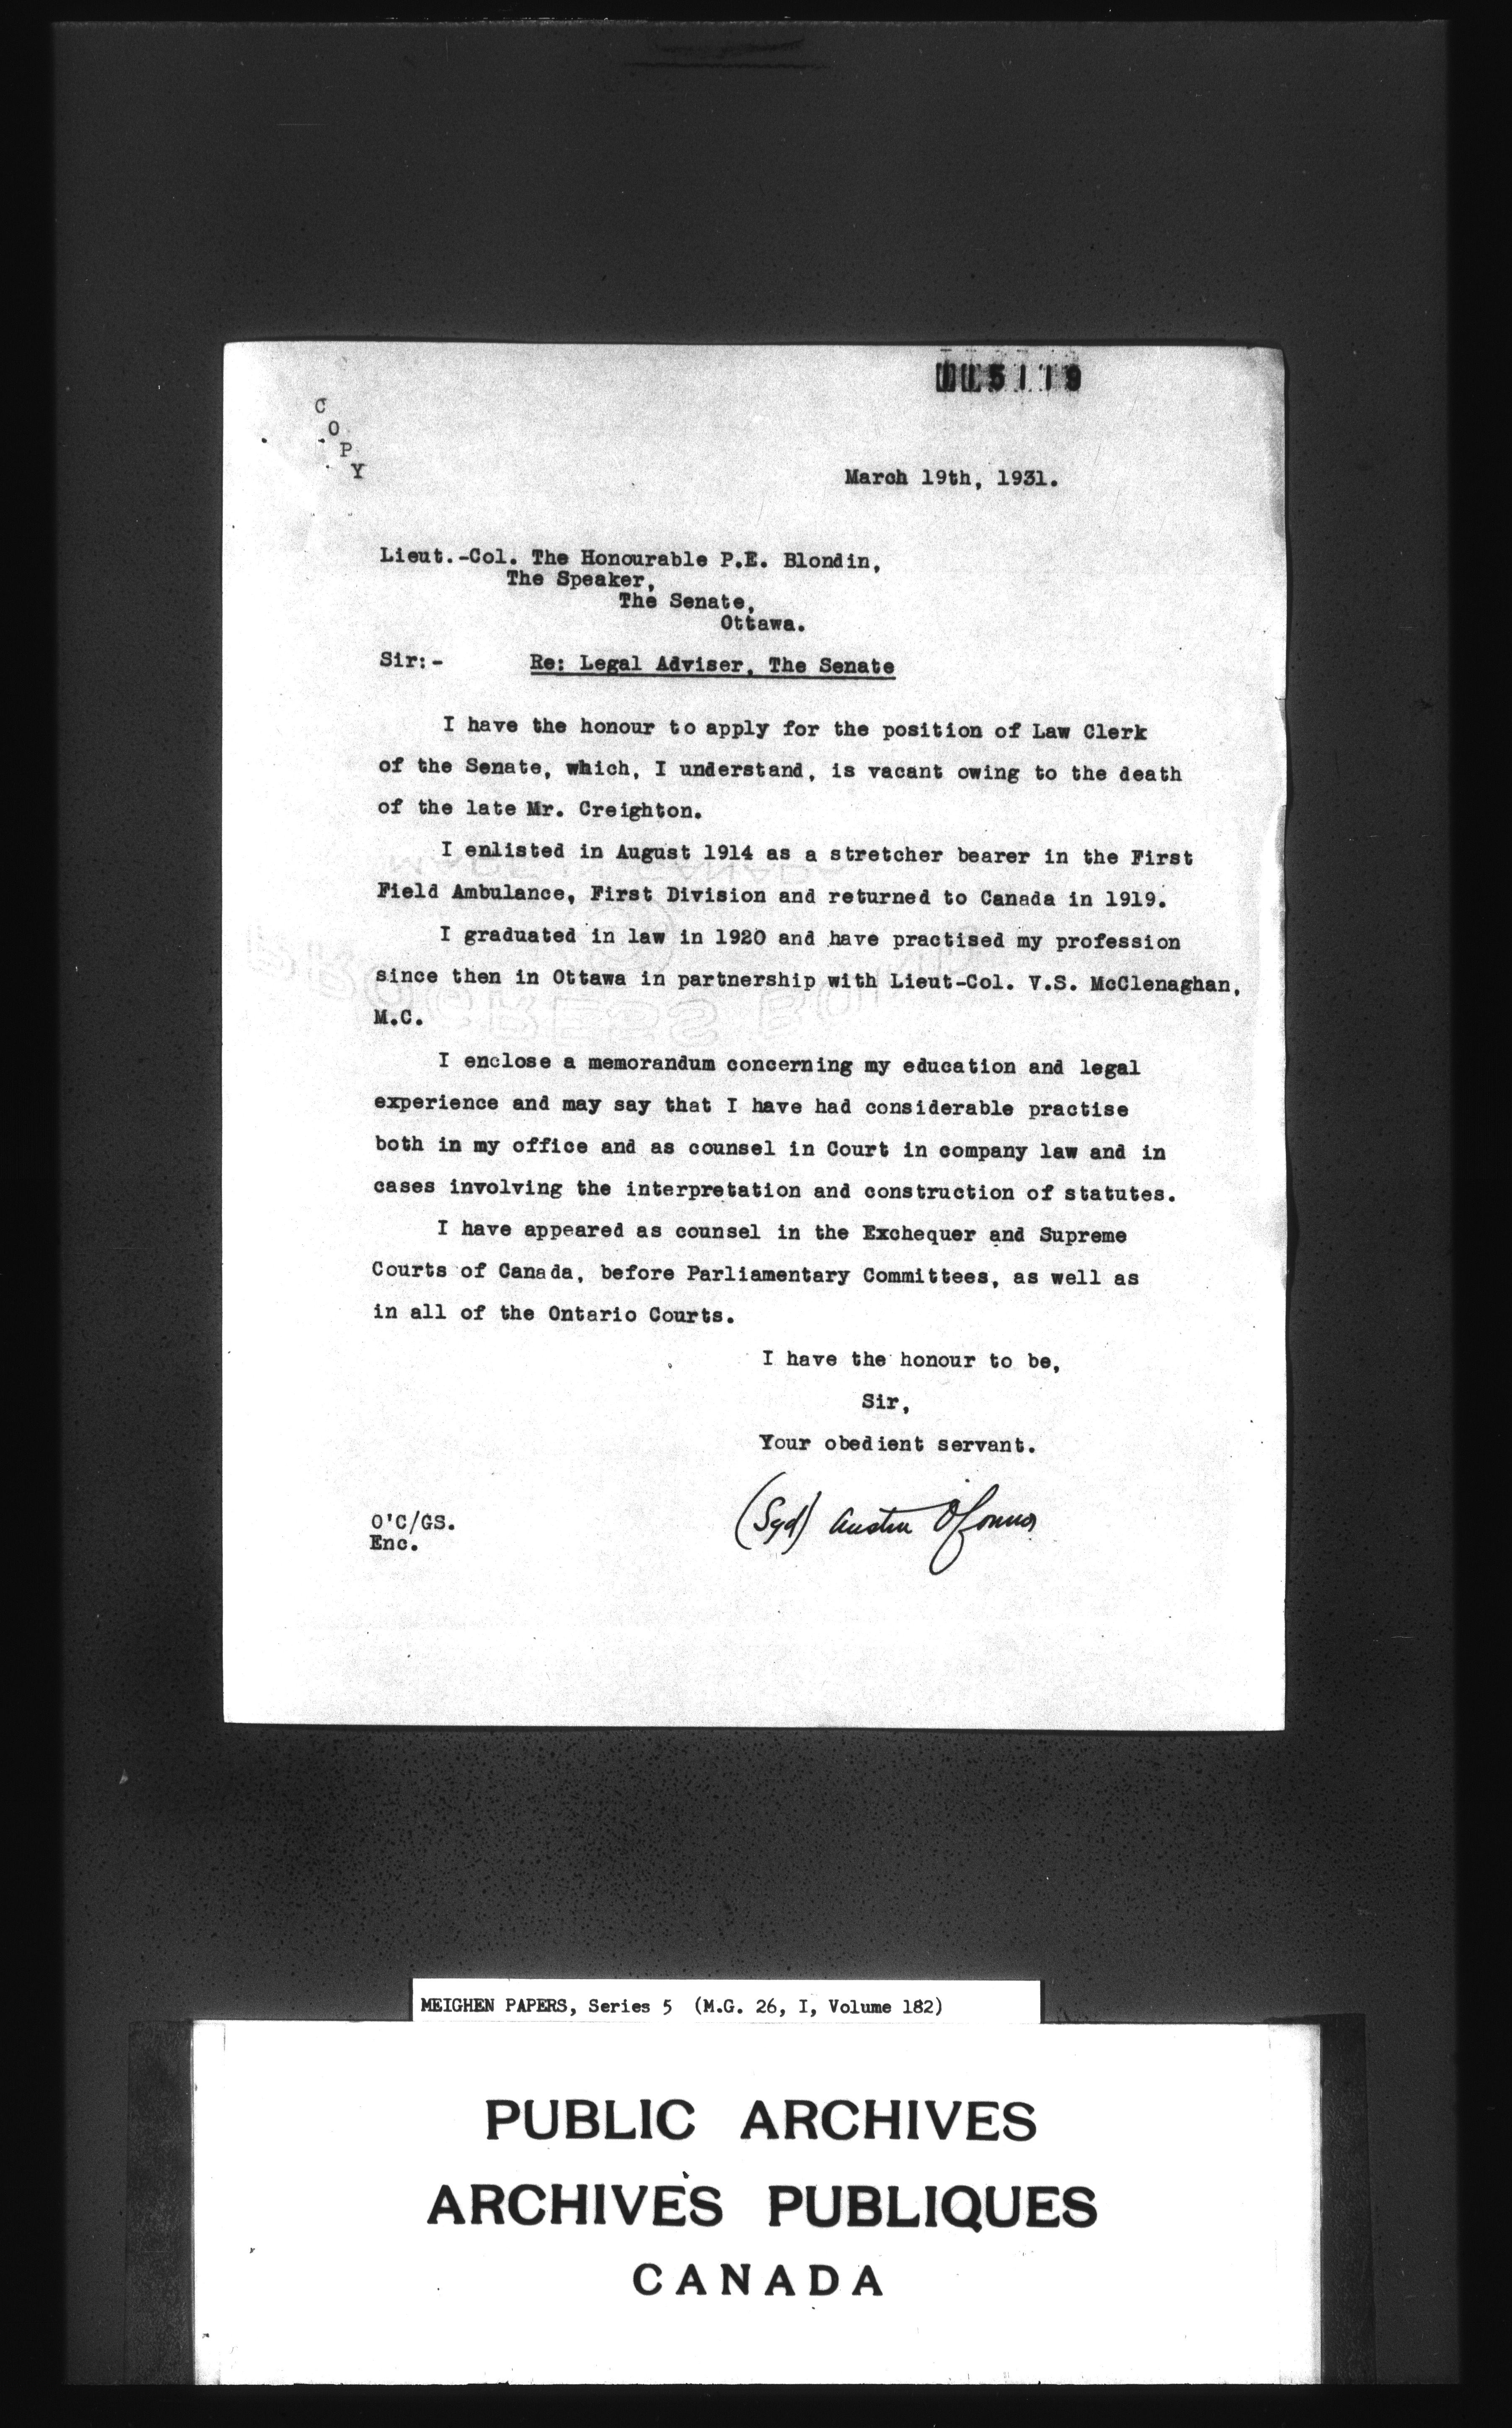 C
O
P
Y
March 19th, 1931.
Lieut.-Col. The Honourable P.E. Blondin,
The Speaker,
The Senate,
Ottawa.
Sir:- Re: Legal Adviser, The Senate
I have the honour to apply for the position of Law Clerk
of the Senate, which, I understand, is vacant owing to the death
of the late Mr. Creighton.
I enlisted in August 1914 as a stretcher bearer in the First
Field Ambulance, First Division and returned to Canada in 1919.
I graduated in law in 1920 and have practised my profession
since then in Ottawa in partnership with Lieut-Col. V.S. McClenaghan,
M.C.
I enclose a memorandum concerning my education and legal
experience and may say that I have had considerable practise
both in my office and as counsel in Court in company law and in
cases involving the interpretation and construction of statutes.
I have appeared as counsel in the Exchequer and Supreme
Courts of Canada, before Parliamentary Committees, as well as
in all of the Ontario Courts.
I have the honour to be,
Sir,
Your obedient servant.
(Sgd) Austin O'Connor
O'C/GS.
Enc.
MEIGHEN PAPERS, Series 5 (M.G. 26, I, Volume 182)
PUBLIC ARCHIVES
ARCHIVES PUBLIQUES
CANADA